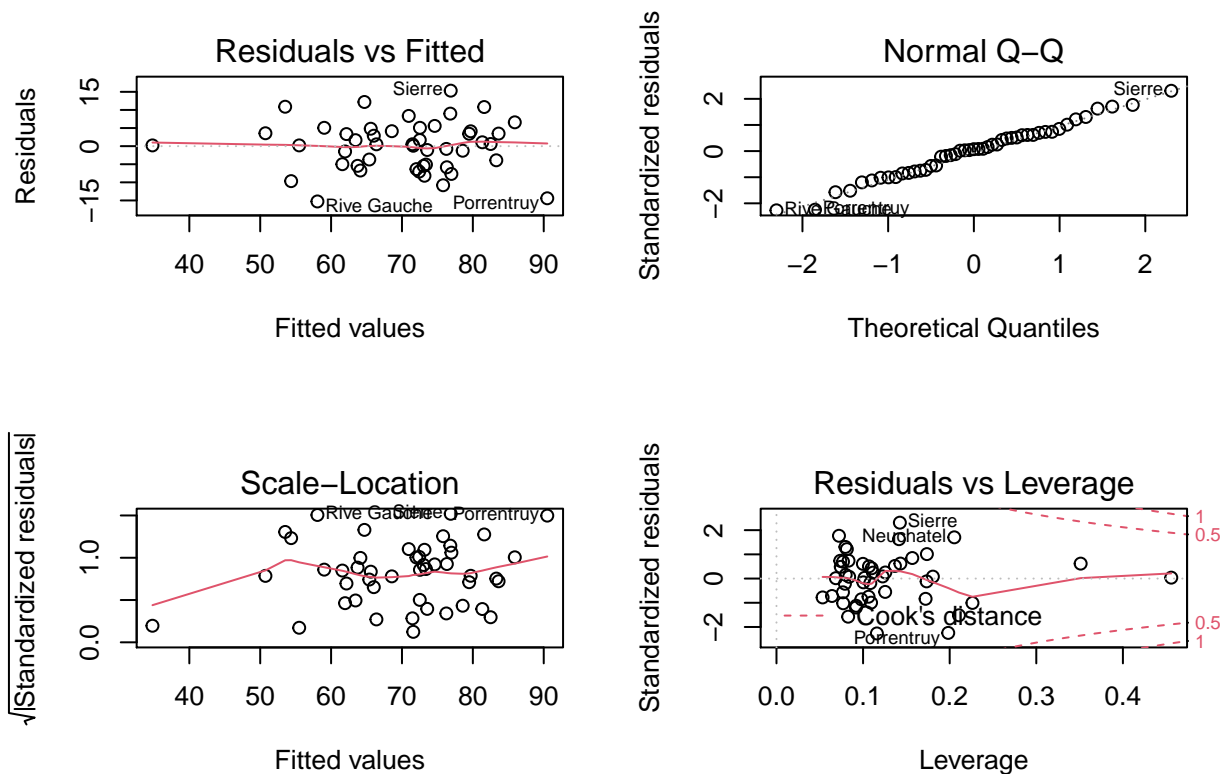 Residuals vs Fitted
Residuals
−15 0 15
Sierre
Rive Gauche
Porrentruy
40 50 60 70 80 90
Fitted values
Normal Q−Q
Standardized residuals
−2 0 2
Sierre
Rive Gauche
Porrentruy
−2 −1 0 1 2
Theoretical Quantiles
Scale−Location
√|Standardized residuals|
0.0 1.0
Rive Gauche
Sierre
Porrentruy
40 50 60 70 80 90
Fitted values
Residuals vs Leverage
Standardized residuals
−2 0 2
Sierre
Neuchatel
Cook's distance
Porrentruy
1
0.5
0.5
1
0.0 0.1 0.2 0.3 0.4
Leverage